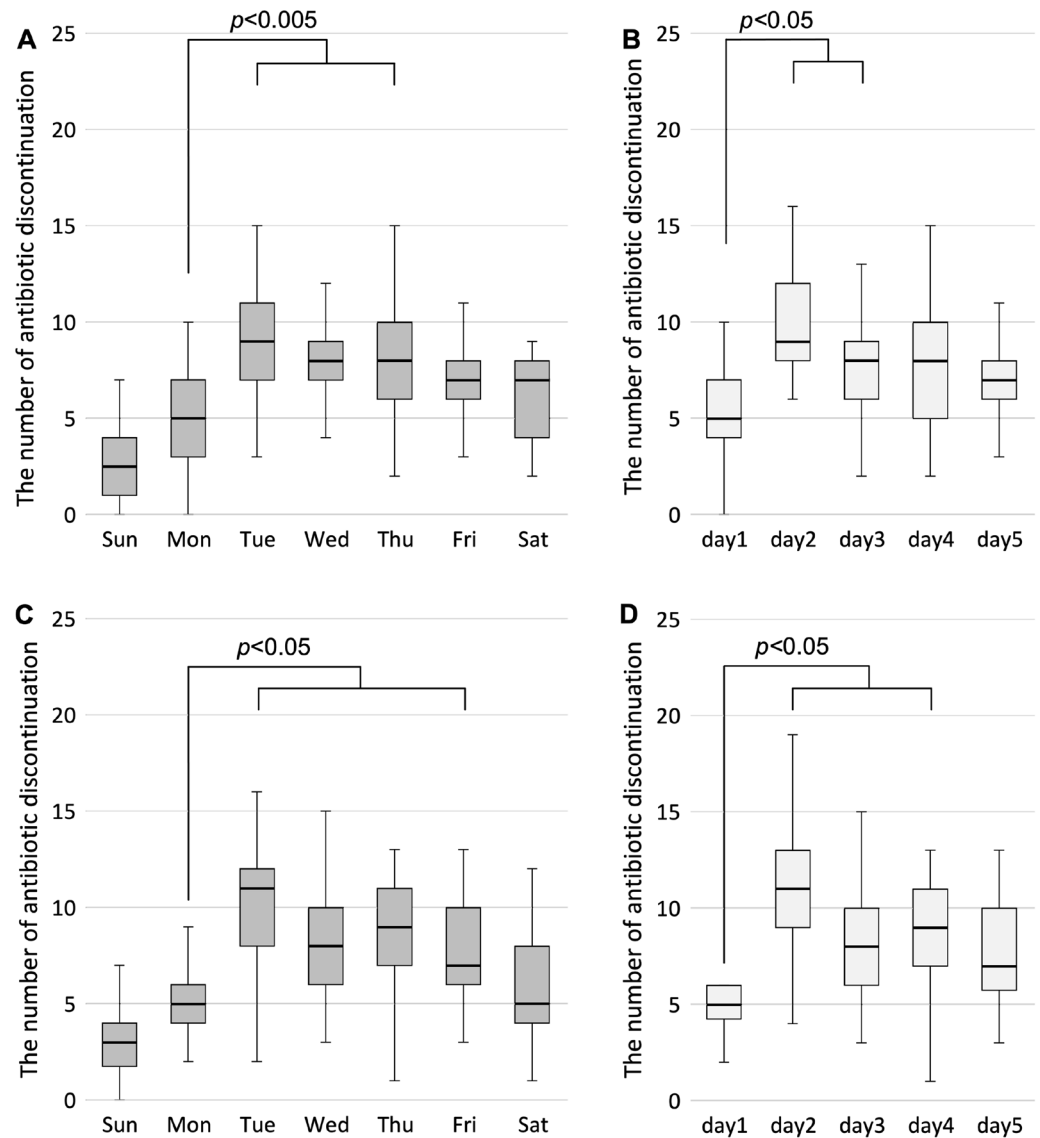 A
The number of antibiotic discontinuation
p<0.005
25
20
15
10
5
0
Sun Mon Tue Wed Thu Fri Sat
B
The number of antibiotic discontinuation
p<0.05
25
20
15
10
5
0
day1 day2 day3 day4 day5
C
The number of antibiotic discontinuation
p<0.05
25
20
15
10
5
0
Sun Mon Tue Wed Thu Fri Sat
D
The number of antibiotic discontinuation
p<0.05
25
20
15
10
5
0
day1 day2 day3 day4 day5